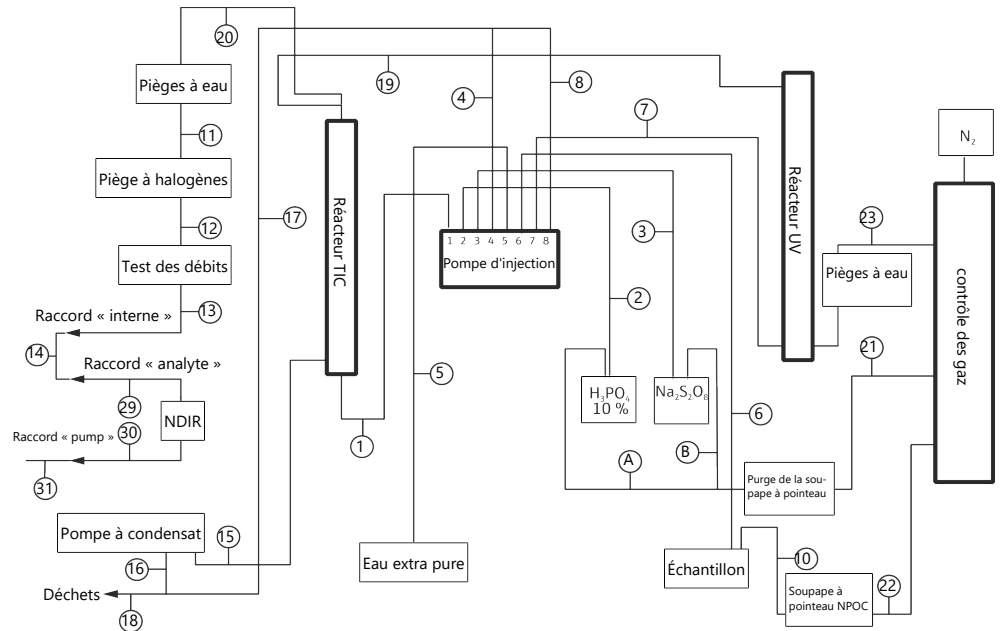 20
19
4
8
7
Pièges à eau
11
N2
Piège à halogènes
12
17
Réacteur TIC
Réacteur UV
3
23
1 2 3 4 5 6 7 8
Pompe d'injection
Test des débits
Pièges à eau
contrôle des gaz
2
13
Raccord « interne »
14
Raccord « analyte »
21
5
29
H3PO4
10 %
Na2S2O8
6
NDIR
30
Raccord « pump »
1
B
A
31
Purge de la sou-
pape à pointeau
Pompe à condensat
15
16
Eau extra pure
Échantillon
10
Déchets
18
Soupape à
pointeau NPOC
22